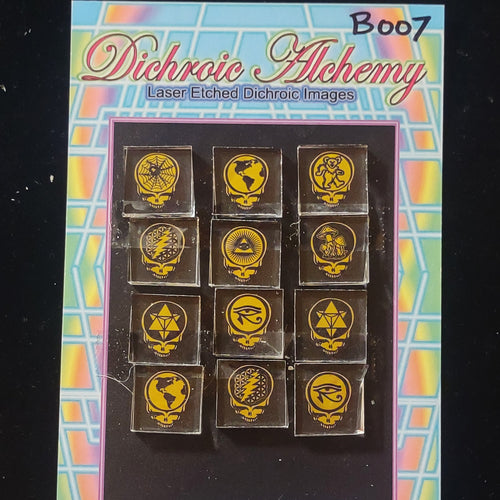 B007
Dichroic Alchemy
Laser Etched Dichroic Images